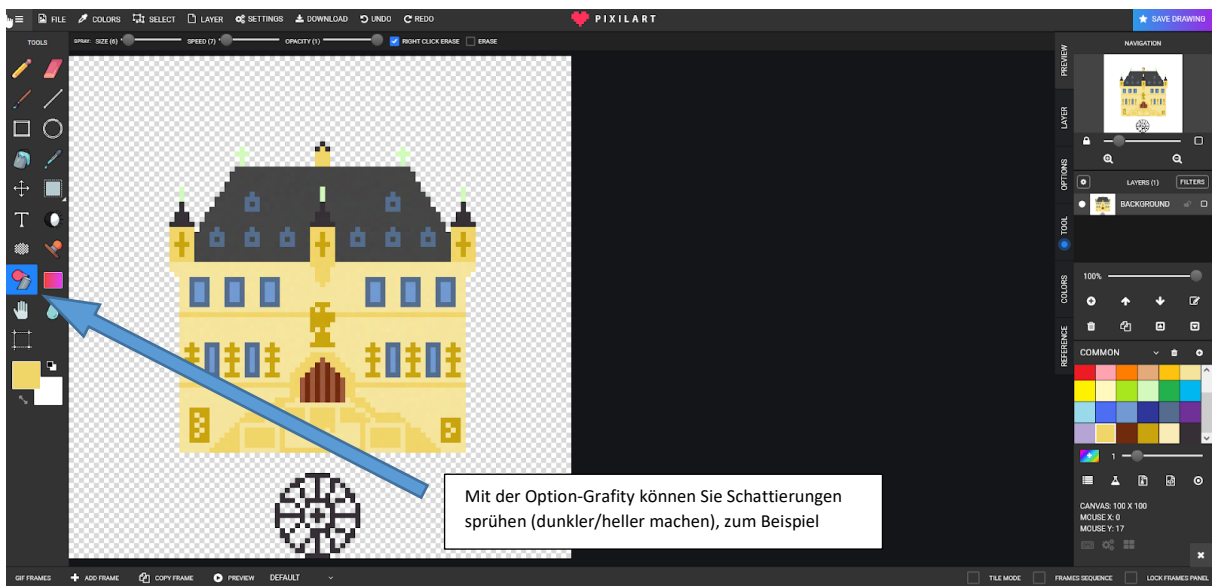 FILE COLORS SELECT LAYER SETTINGS DOWNLOAD UNDO REDO PIXILART SAVE DRAWING
TOOLS SPRAY: SIZE (6) SPEED (7) OPACITY (1) RIGHT CLICK ERASE ERASE
NAVIGATION
PREVIEW
LAYER
OPTIONS
TOOL
COLORS
REFERENCE
LAYERS (1) FILTERS
BACKGROUND
100%
COMMON
1
CANVAS: 100 X 100
MOUSE X: 0
MOUSE Y: 17
Mit der Option-Grafity können Sie Schattierungen
sprühen (dunkler/heller machen), zum Beispiel
GIF FRAMES ADD FRAME COPY FRAME PREVIEW DEFAULT TILE MODE FRAMES SEQUENCE LOCK FRAMES PANEL